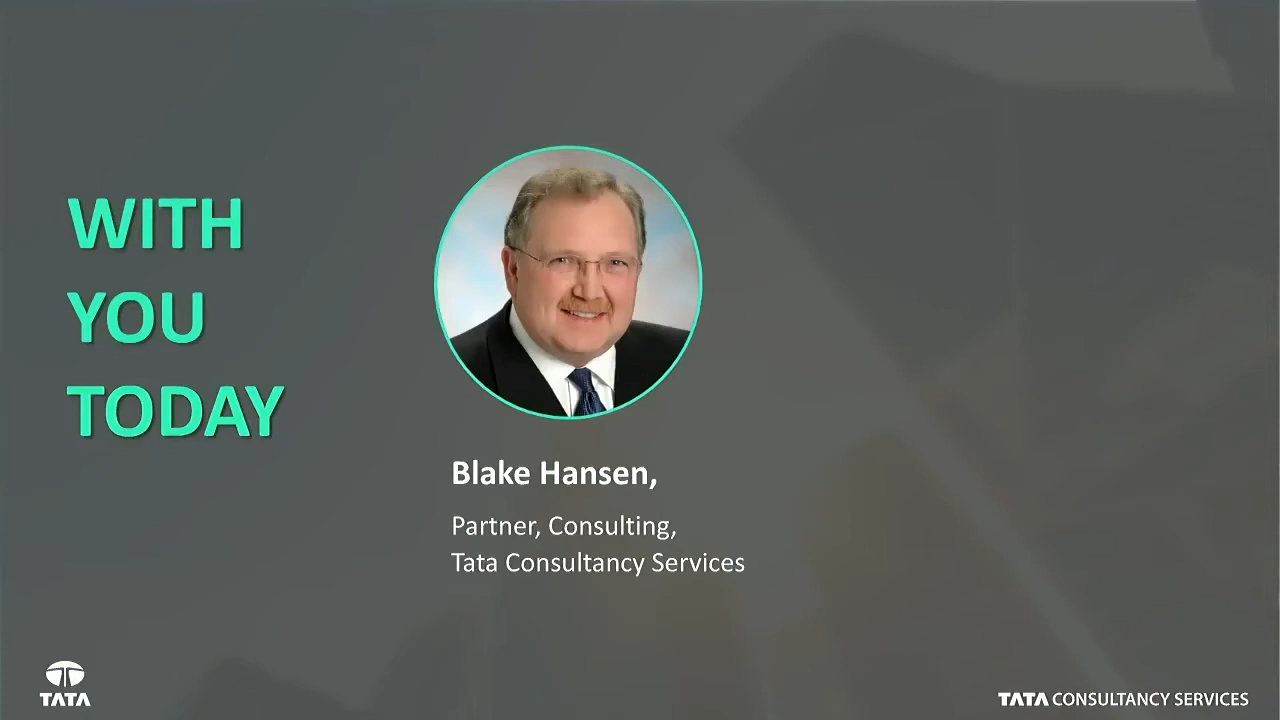 WITH
YOU
TODAY
Blake Hansen,
Partner, Consulting,
Tata Consultancy Services
TATA
TATA CONSULTANCY SERVICES